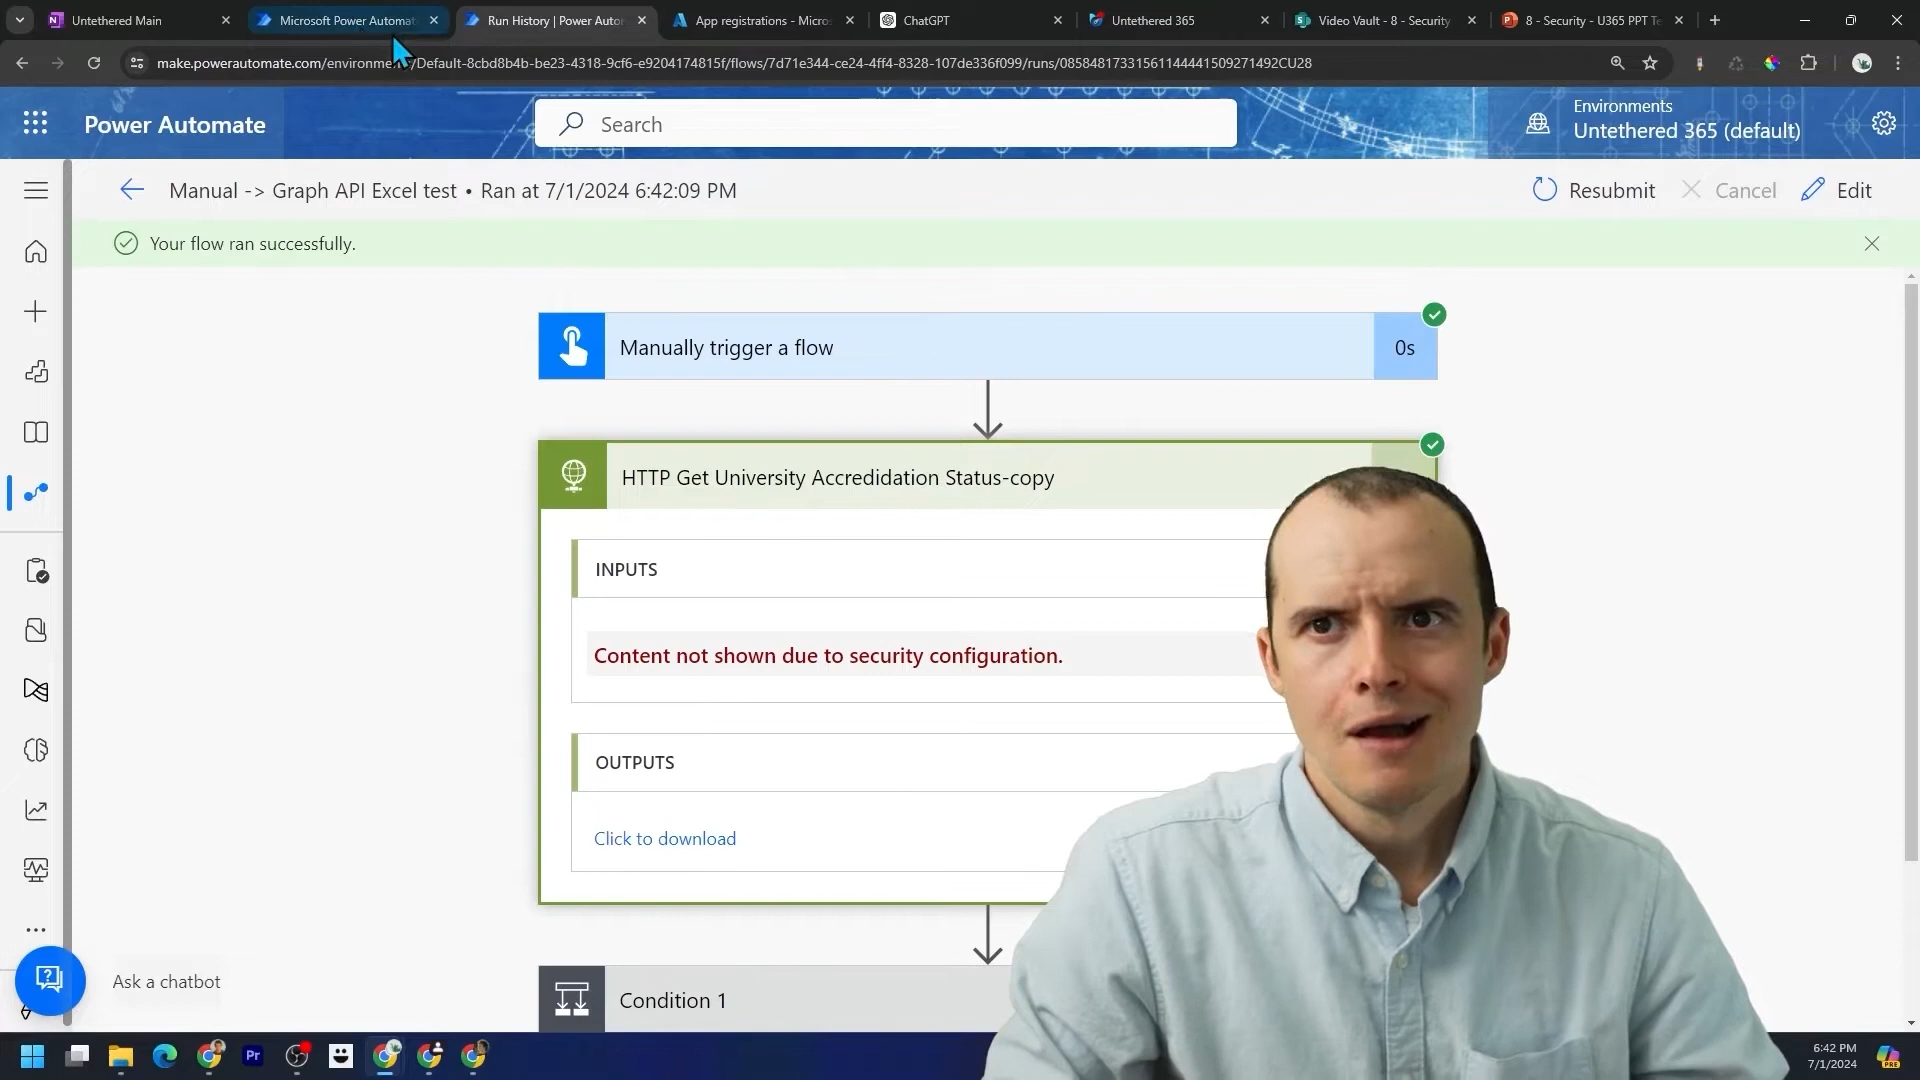 Untethered Main
Microsoft Power Automat
Run History | Power Autor
App registrations - Micros
ChatGPT
Untethered 365
Video Vault - 8 - Security
8 - Security - U365 PPT Te
Default-8cbd8b4b-be23-4318-9cf6-e9204174815f/flows/7d71e344-ce24-4ff4-8328-107de336f099/runs/08584817331561144441509271492CU28
Power Automate
Search
Environments
Untethered 365 (default)
Manual -> Graph API Excel test • Ran at 7/1/2024 6:42:09 PM
Resubmit
Cancel
Edit
Your flow ran successfully.
Manually trigger a flow
0s
HTTP Get University Accredidation Status-copy
INPUTS
Content not shown due to security configuration.
OUTPUTS
Click to download
Condition 1
Ask a chatbot
Pr
6:42 PM
7/1/2024
PRE